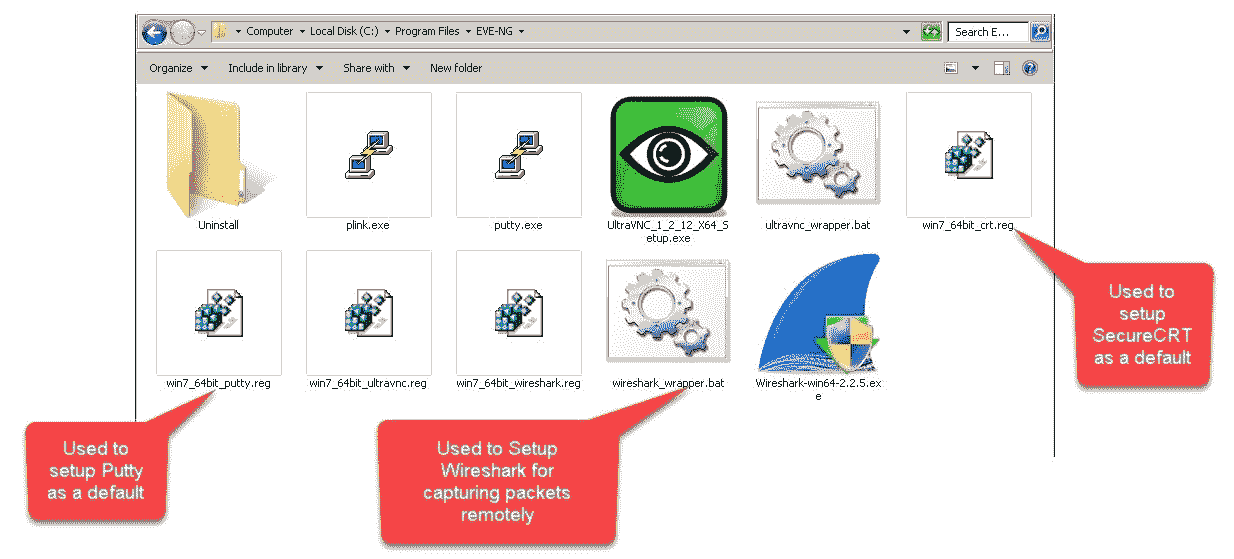 Computer Local Disk (C:) Program Files EVE-NG Search E...
Organize Include in library Share with New folder
Uninstall
plink.exe
putty.exe
UltraVNC_1_2_12_X64_S
etup.exe
ultravnc_wrapper.bat
win7_64bit_crt.reg
win7_64bit_putty.reg
win7_64bit_ultravnc.reg
win7_64bit_wireshark.reg
wireshark_wrapper.bat
Wireshark-win64-2.2.5.ex
e
Used to
setup
SecureCRT
as a default
Used to
setup Putty
as a default
Used to Setup
Wireshark for
capturing packets
remotely